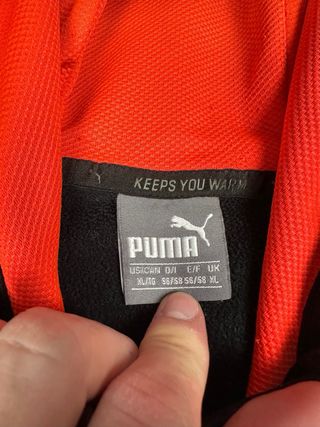 KEEPS YOU WARM
PUMA
US/CAN D/I E/F UK
XL/TG 56/58 56/58 XL